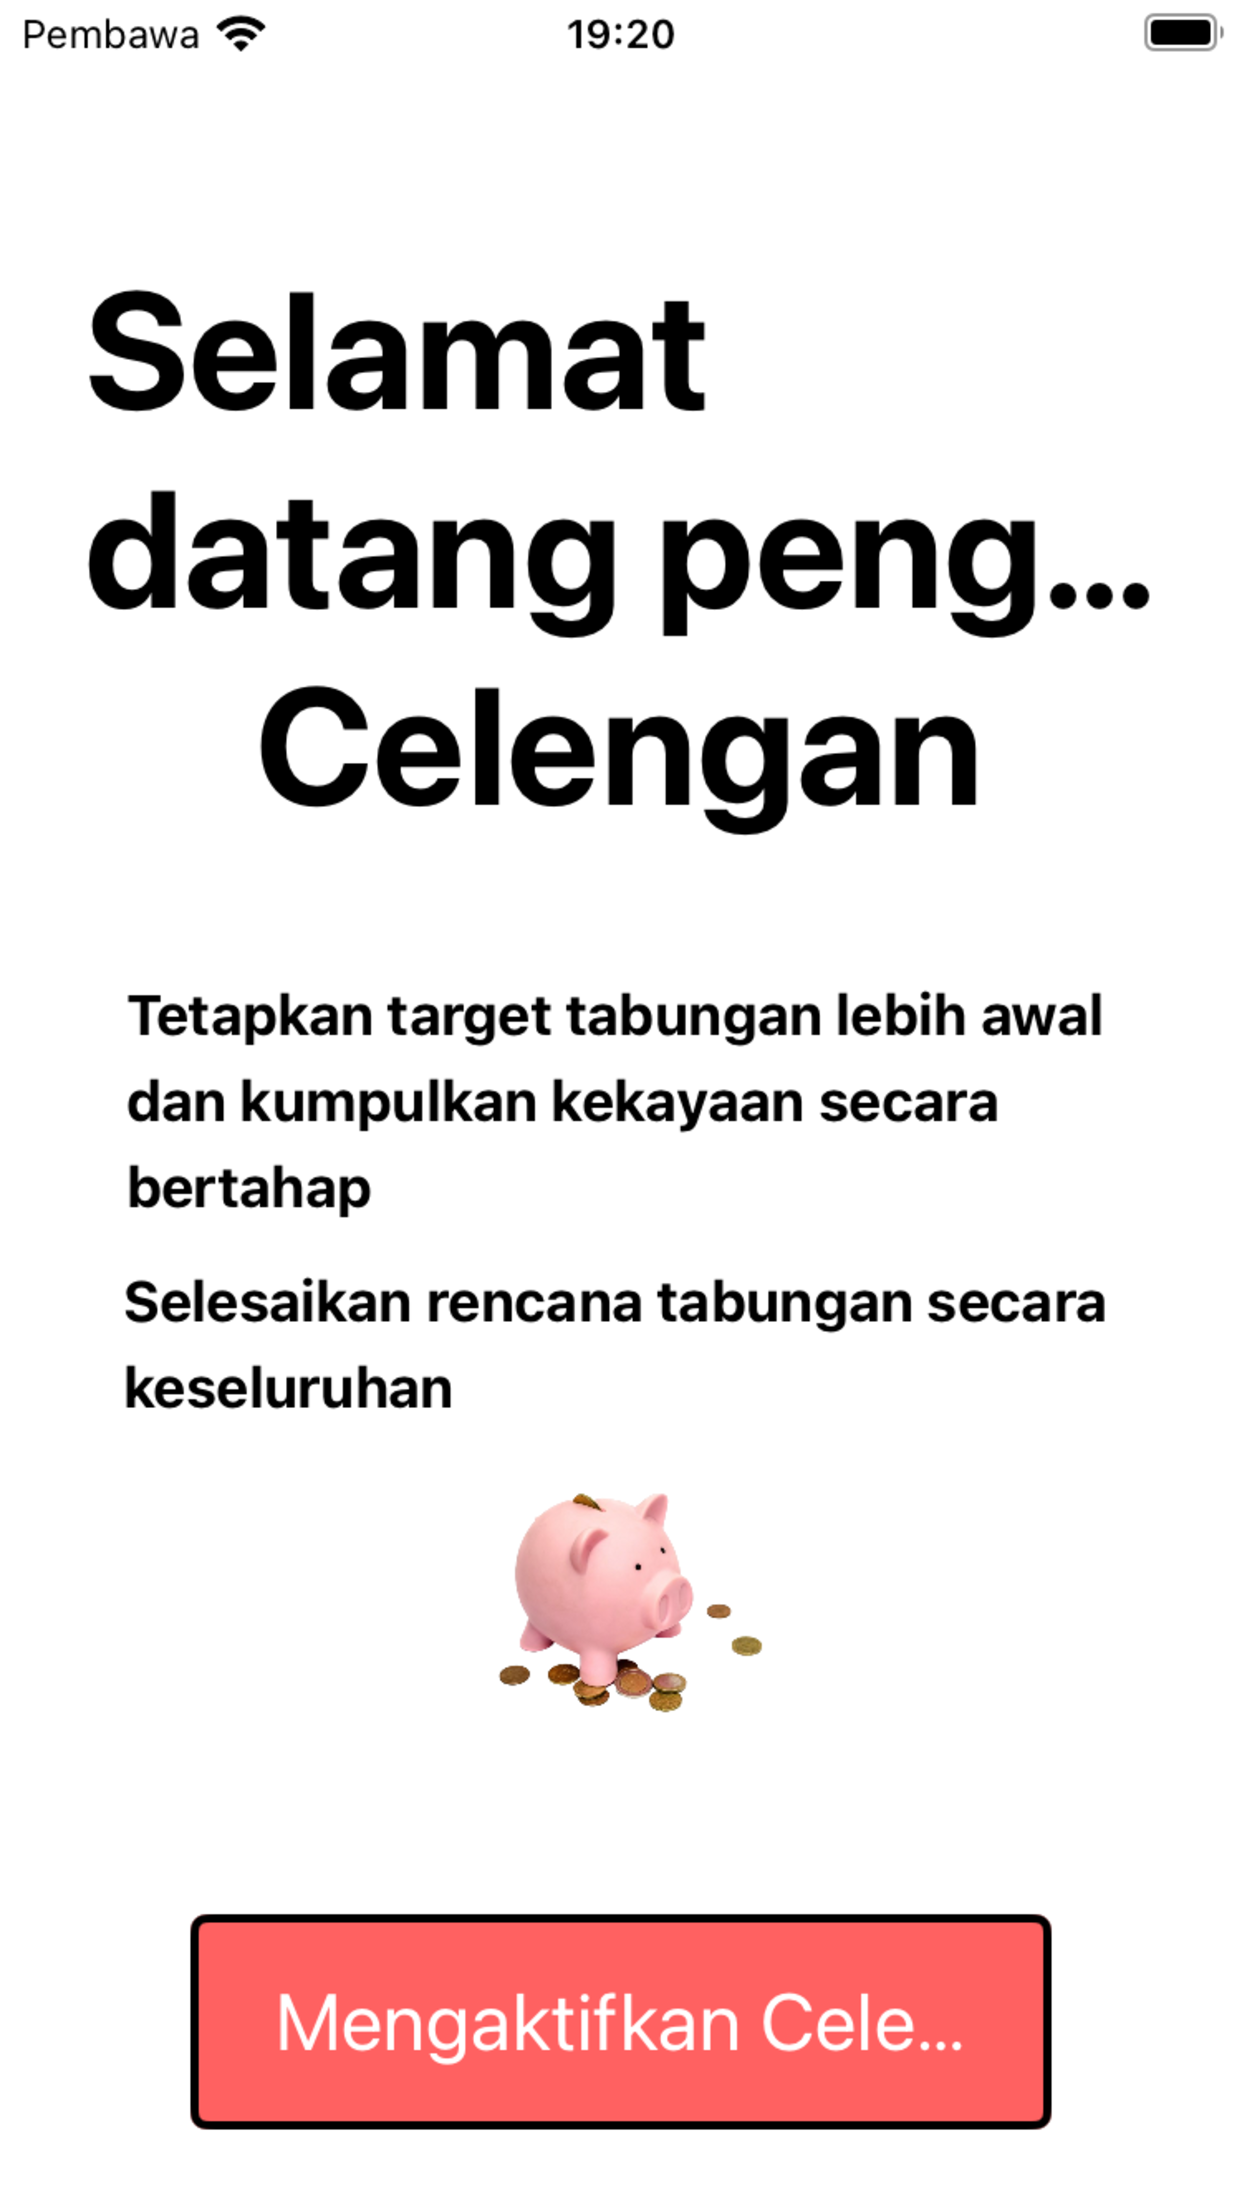 Pembawa 19:20
Selamat
datang peng...
Celengan
Tetapkan target tabungan lebih awal
dan kumpulkan kekayaan secara
bertahap
Selesaikan rencana tabungan secara
keseluruhan
Mengaktifkan Cele...